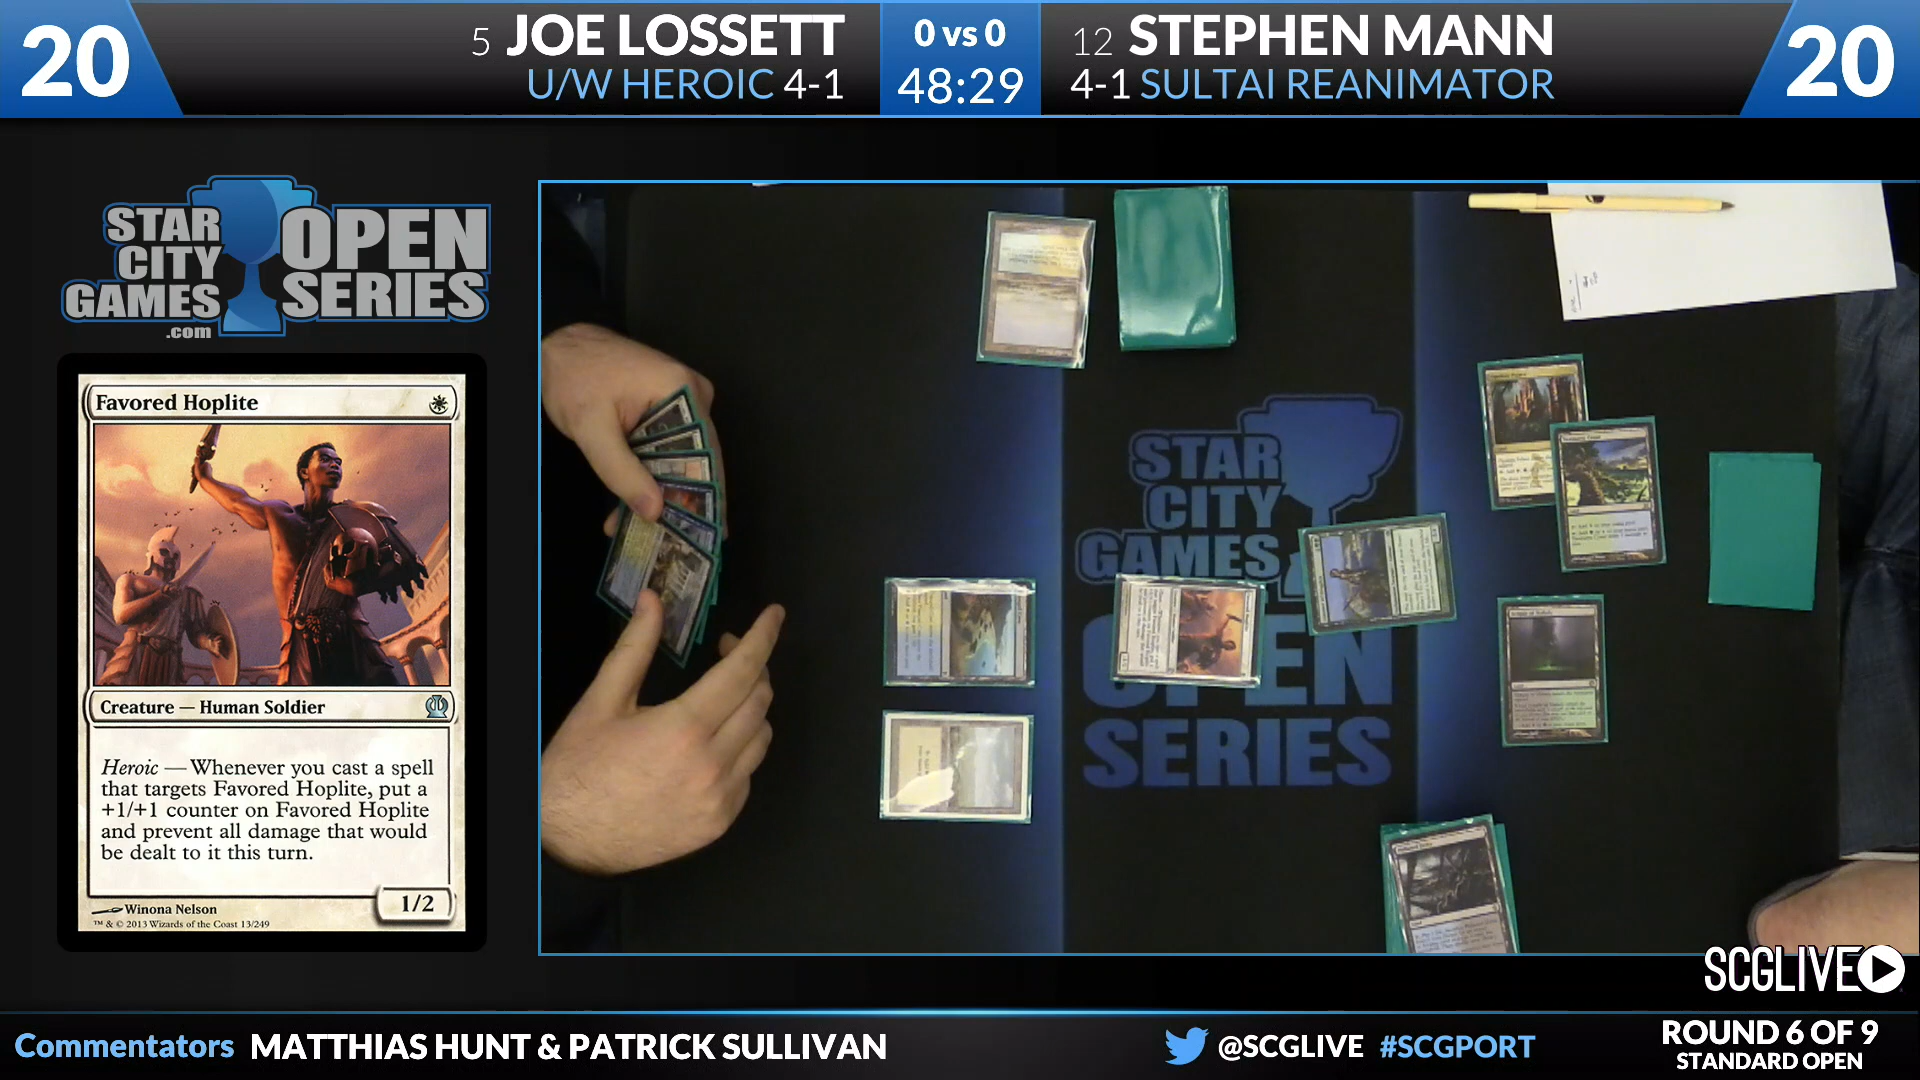 20
5 JOE LOSSETT
U/W HEROIC 4-1
0 vs 0
48:29
12 STEPHEN MANN
4-1 SULTAI REANIMATOR
20
STAR
CITY
GAMES
.com
OPEN
SERIES
Favored Hoplite
Creature — Human Soldier
Heroic — Whenever you cast a spell
that targets Favored Hoplite, put a
+1/+1 counter on Favored Hoplite
and prevent all damage that would
be dealt to it this turn.
1/2
Winona Nelson
™ & © 2013 Wizards of the Coast 13/249
STAR
CITY
GAMES
OPEN
SERIES
SCGLIVE
Commentators MATTHIAS HUNT & PATRICK SULLIVAN
@SCGLIVE #SCGPORT
ROUND 6 OF 9
STANDARD OPEN